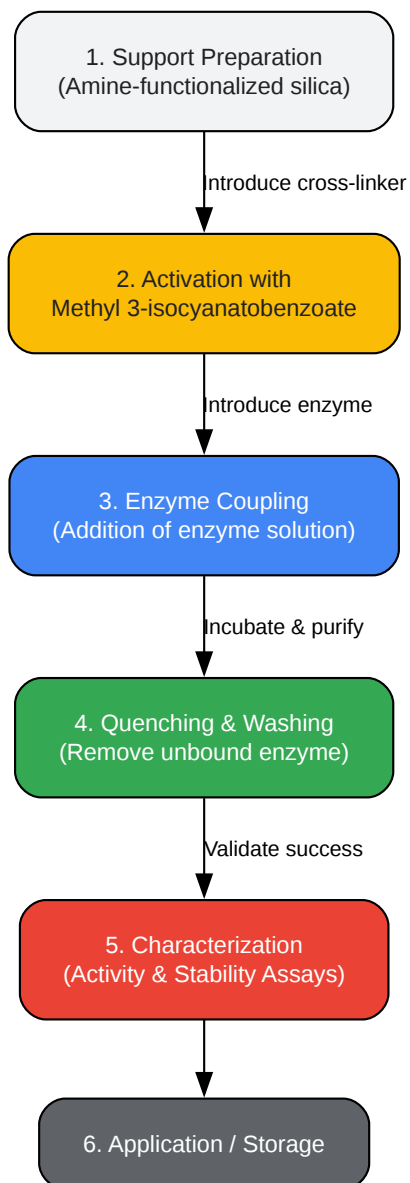 1. Support Preparation
(Amine-functionalized silica)
Introduce cross-linker
2. Activation with
Methyl 3-isocyanatobenzoate
Introduce enzyme
3. Enzyme Coupling
(Addition of enzyme solution)
Incubate & purify
4. Quenching & Washing
(Remove unbound enzyme)
Validate success
5. Characterization
(Activity & Stability Assays)
6. Application / Storage